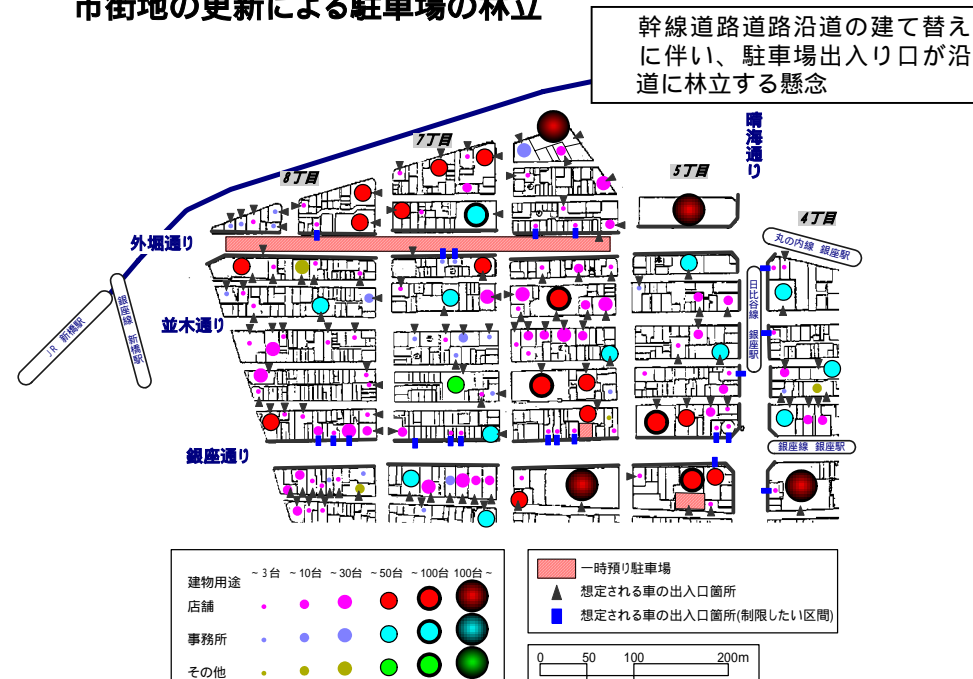 市街地の更新による駐車場の林立
幹線道路道路沿道の建て替え
に伴い、駐車場出入り口が沿
道に林立する懸念
晴海通り
7丁目
8丁目
5丁目
4丁目
外堀通り
丸の内線 銀座駅
日比谷線 銀座駅
JR 新橋駅
銀座線 新橋駅
並木通り
銀座通り
銀座線 銀座駅
建物用途 ~3台 ~10台 ~30台 ~50台 ~100台 100台~
店舗
事務所
その他
一時預り駐車場
想定される車の出入口箇所
想定される車の出入口箇所(制限したい区間)
0 50 100 200m